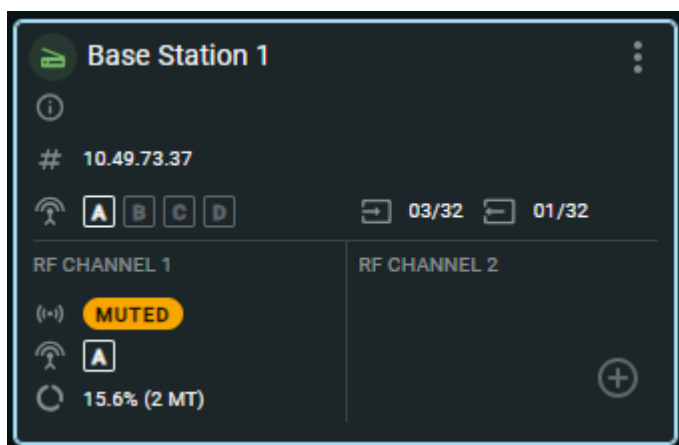 Base Station 1
# 10.49.73.37
A B C D 03/32 01/32
RF CHANNEL 1 RF CHANNEL 2
MUTED
A
15.6% (2 MT)